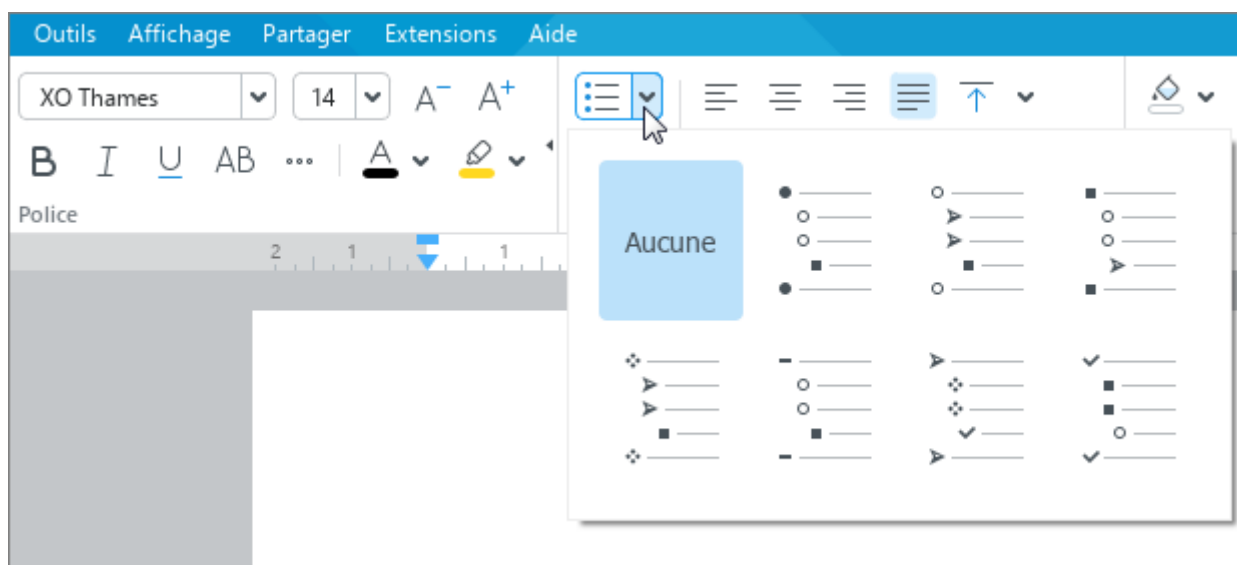 Outils Affichage Partager Extensions Aide
XO Thames 14 A⁻ A⁺
B I U AB A
Police
2 1 1
Aucune